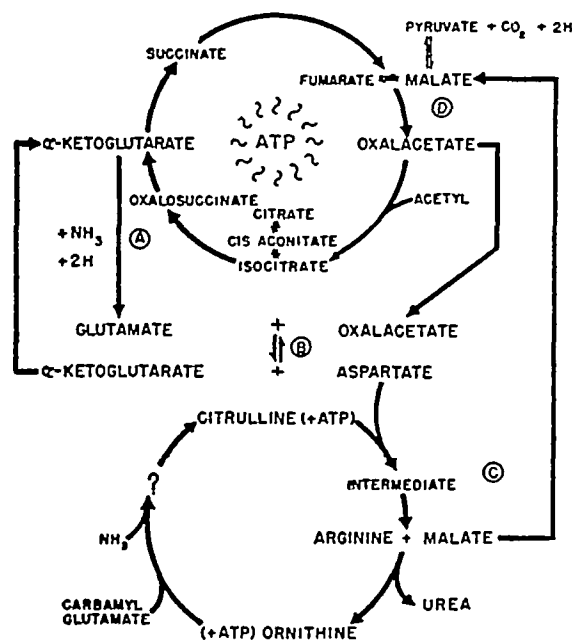 PYRUVATE + CO2 + 2H
SUCCINATE
FUMARATE MALATE
D
α-KETOGLUTARATE
~ ATP ~
OXALACETATE
OXALOSUCCINATE
CITRATE
ACETYL
+NH3
A
CIS ACONITATE
+2H
ISOCITRATE
GLUTAMATE
+
OXALACETATE
B
α-KETOGLUTARATE
+
ASPARTATE
CITRULLINE (+ATP)
?
INTERMEDIATE
C
NH3
ARGININE + MALATE
CARBAMYL
GLUTAMATE
UREA
(+ATP) ORNITHINE